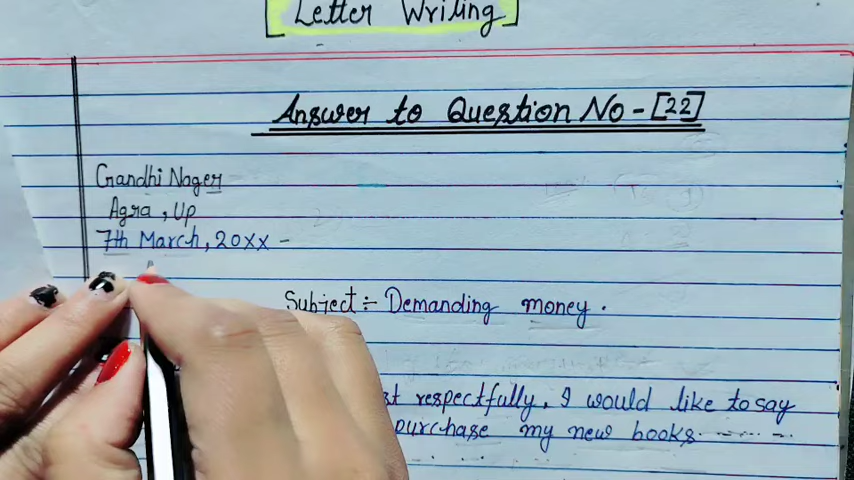 [Letter Writing]
Answer to Question No-[22]
Gandhi Nager
Agra, Up
7th March, 20xx -
Subject:- Demanding money.
respectfully, I would like to say
purchase my new books.......